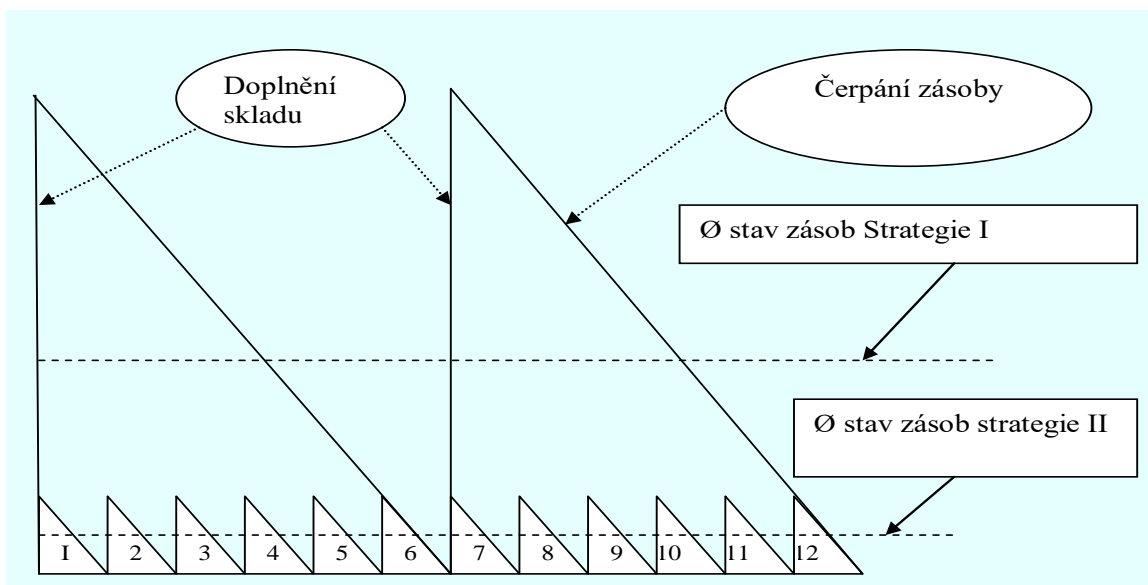 Doplnění
skladu
Čerpání zásoby
Ø stav zásob Strategie I
Ø stav zásob strategie II
I 2 3 4 5 6 7 8 9 10 11 12